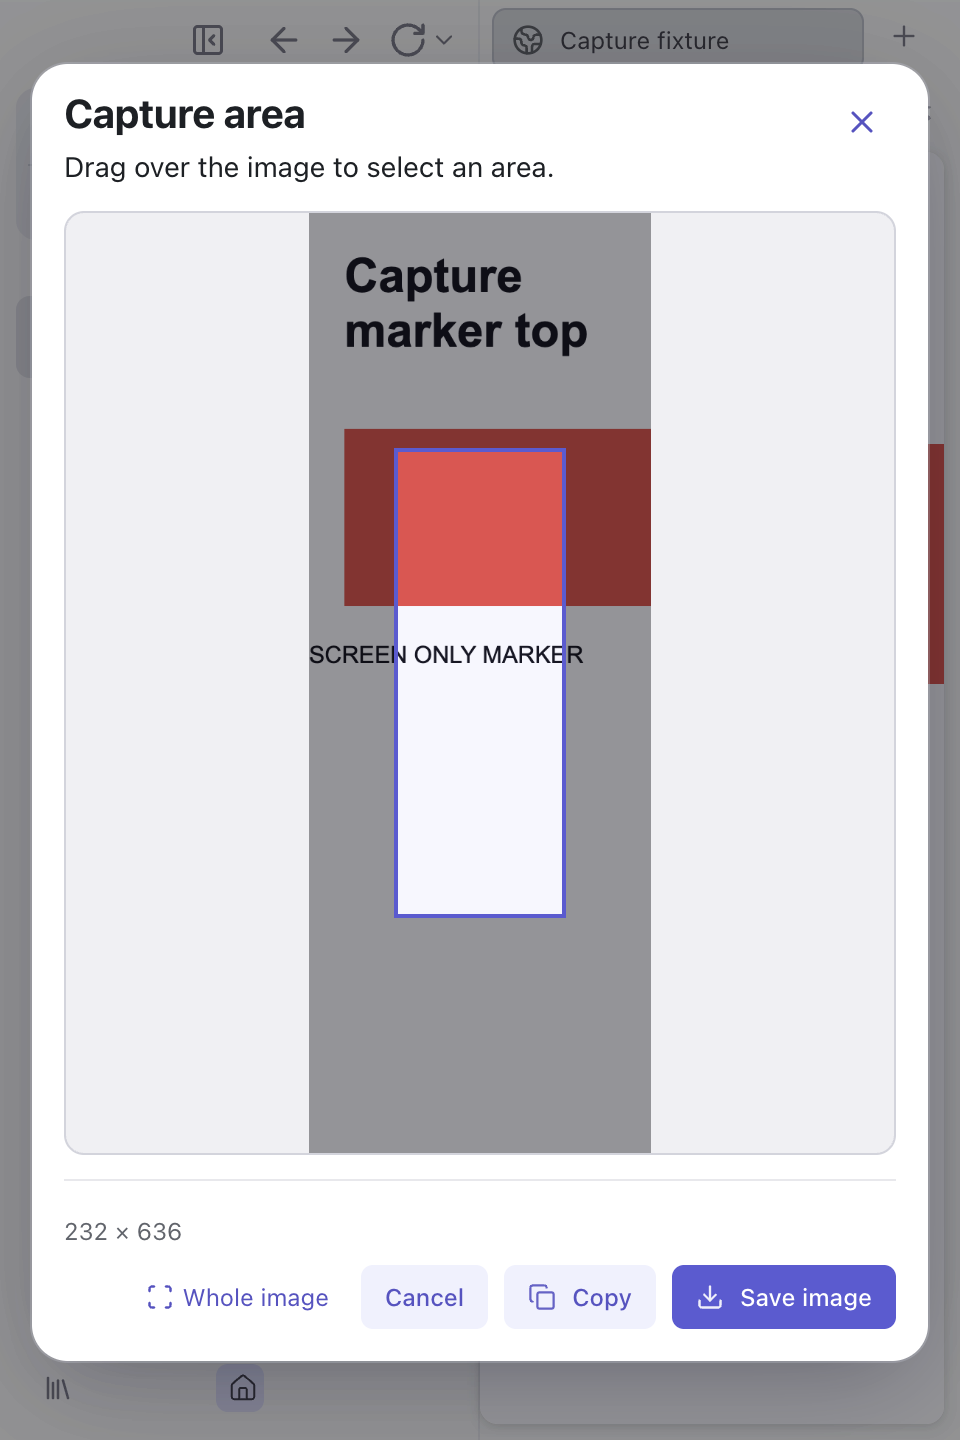 Capture fixture
Capture area
Drag over the image to select an area.
Capture
marker top
SCREEN ONLY MARKER
232 × 636
Whole image
Cancel
Copy
Save image